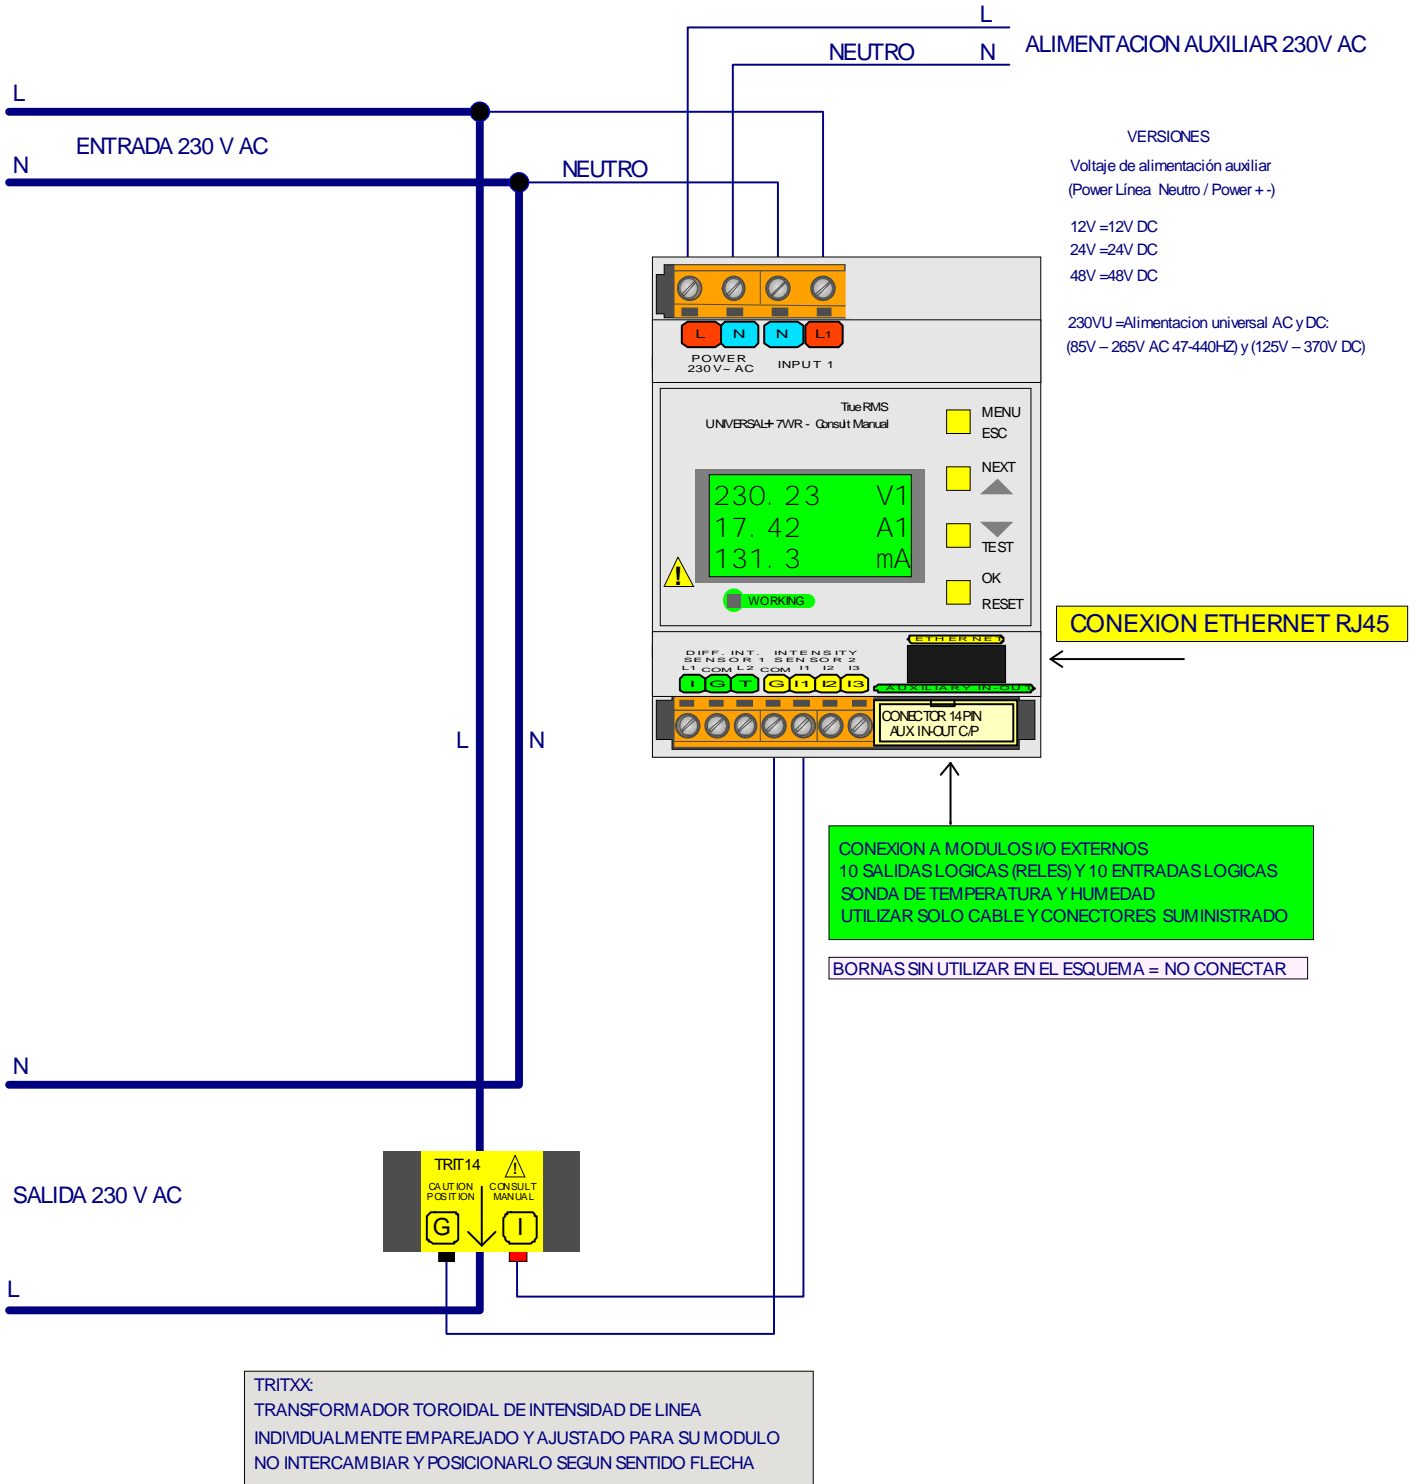 L
NEUTRO N
ALIMENTACION AUXILIAR 230V AC
L
ENTRADA 230 V AC
N
NEUTRO
VERSIONES
Voltaje de alimentación auxiliar
(Power Línea Neutro / Power + -)
12V =12V DC
24V =24V DC
48V =48V DC
230VU =Alimentacion universal AC y DC:
(85V – 265V AC 47-440HZ) y (125V – 370V DC)
L N N L1
POWER
230V~ AC
INPUT 1
True RMS
UNIVERSAL+ 7WR - Consult Manual
MENU
ESC
NEXT
TEST
OK
RESET
230.23 V1
17.42 A1
131.3 mA
!
WORKING
CONEXION ETHERNET RJ45
ETHERNET
DIFF. INT. INTENSITY
SENSOR 1 SENSOR 2
L1 COM L2 COM I1 I2 I3
I G T G I1 I2 I3
AUXILIARY IN-OUT
CONECTOR 14 PIN
AUX IN-OUT C/P
L N
CONEXION A MODULOS I/O EXTERNOS
10 SALIDAS LOGICAS (RELES) Y 10 ENTRADAS LOGICAS
SONDA DE TEMPERATURA Y HUMEDAD
UTILIZAR SOLO CABLE Y CONECTORES SUMINISTRADO
BORNAS SIN UTILIZAR EN EL ESQUEMA = NO CONECTAR
N
TRIT14 !
CAUTION
POSITION
CONSULT
MANUAL
G I
SALIDA 230 V AC
L
TRITXX:
TRANSFORMADOR TOROIDAL DE INTENSIDAD DE LINEA
INDIVIDUALMENTE EMPAREJADO Y AJUSTADO PARA SU MODULO
NO INTERCAMBIAR Y POSICIONARLO SEGUN SENTIDO FLECHA